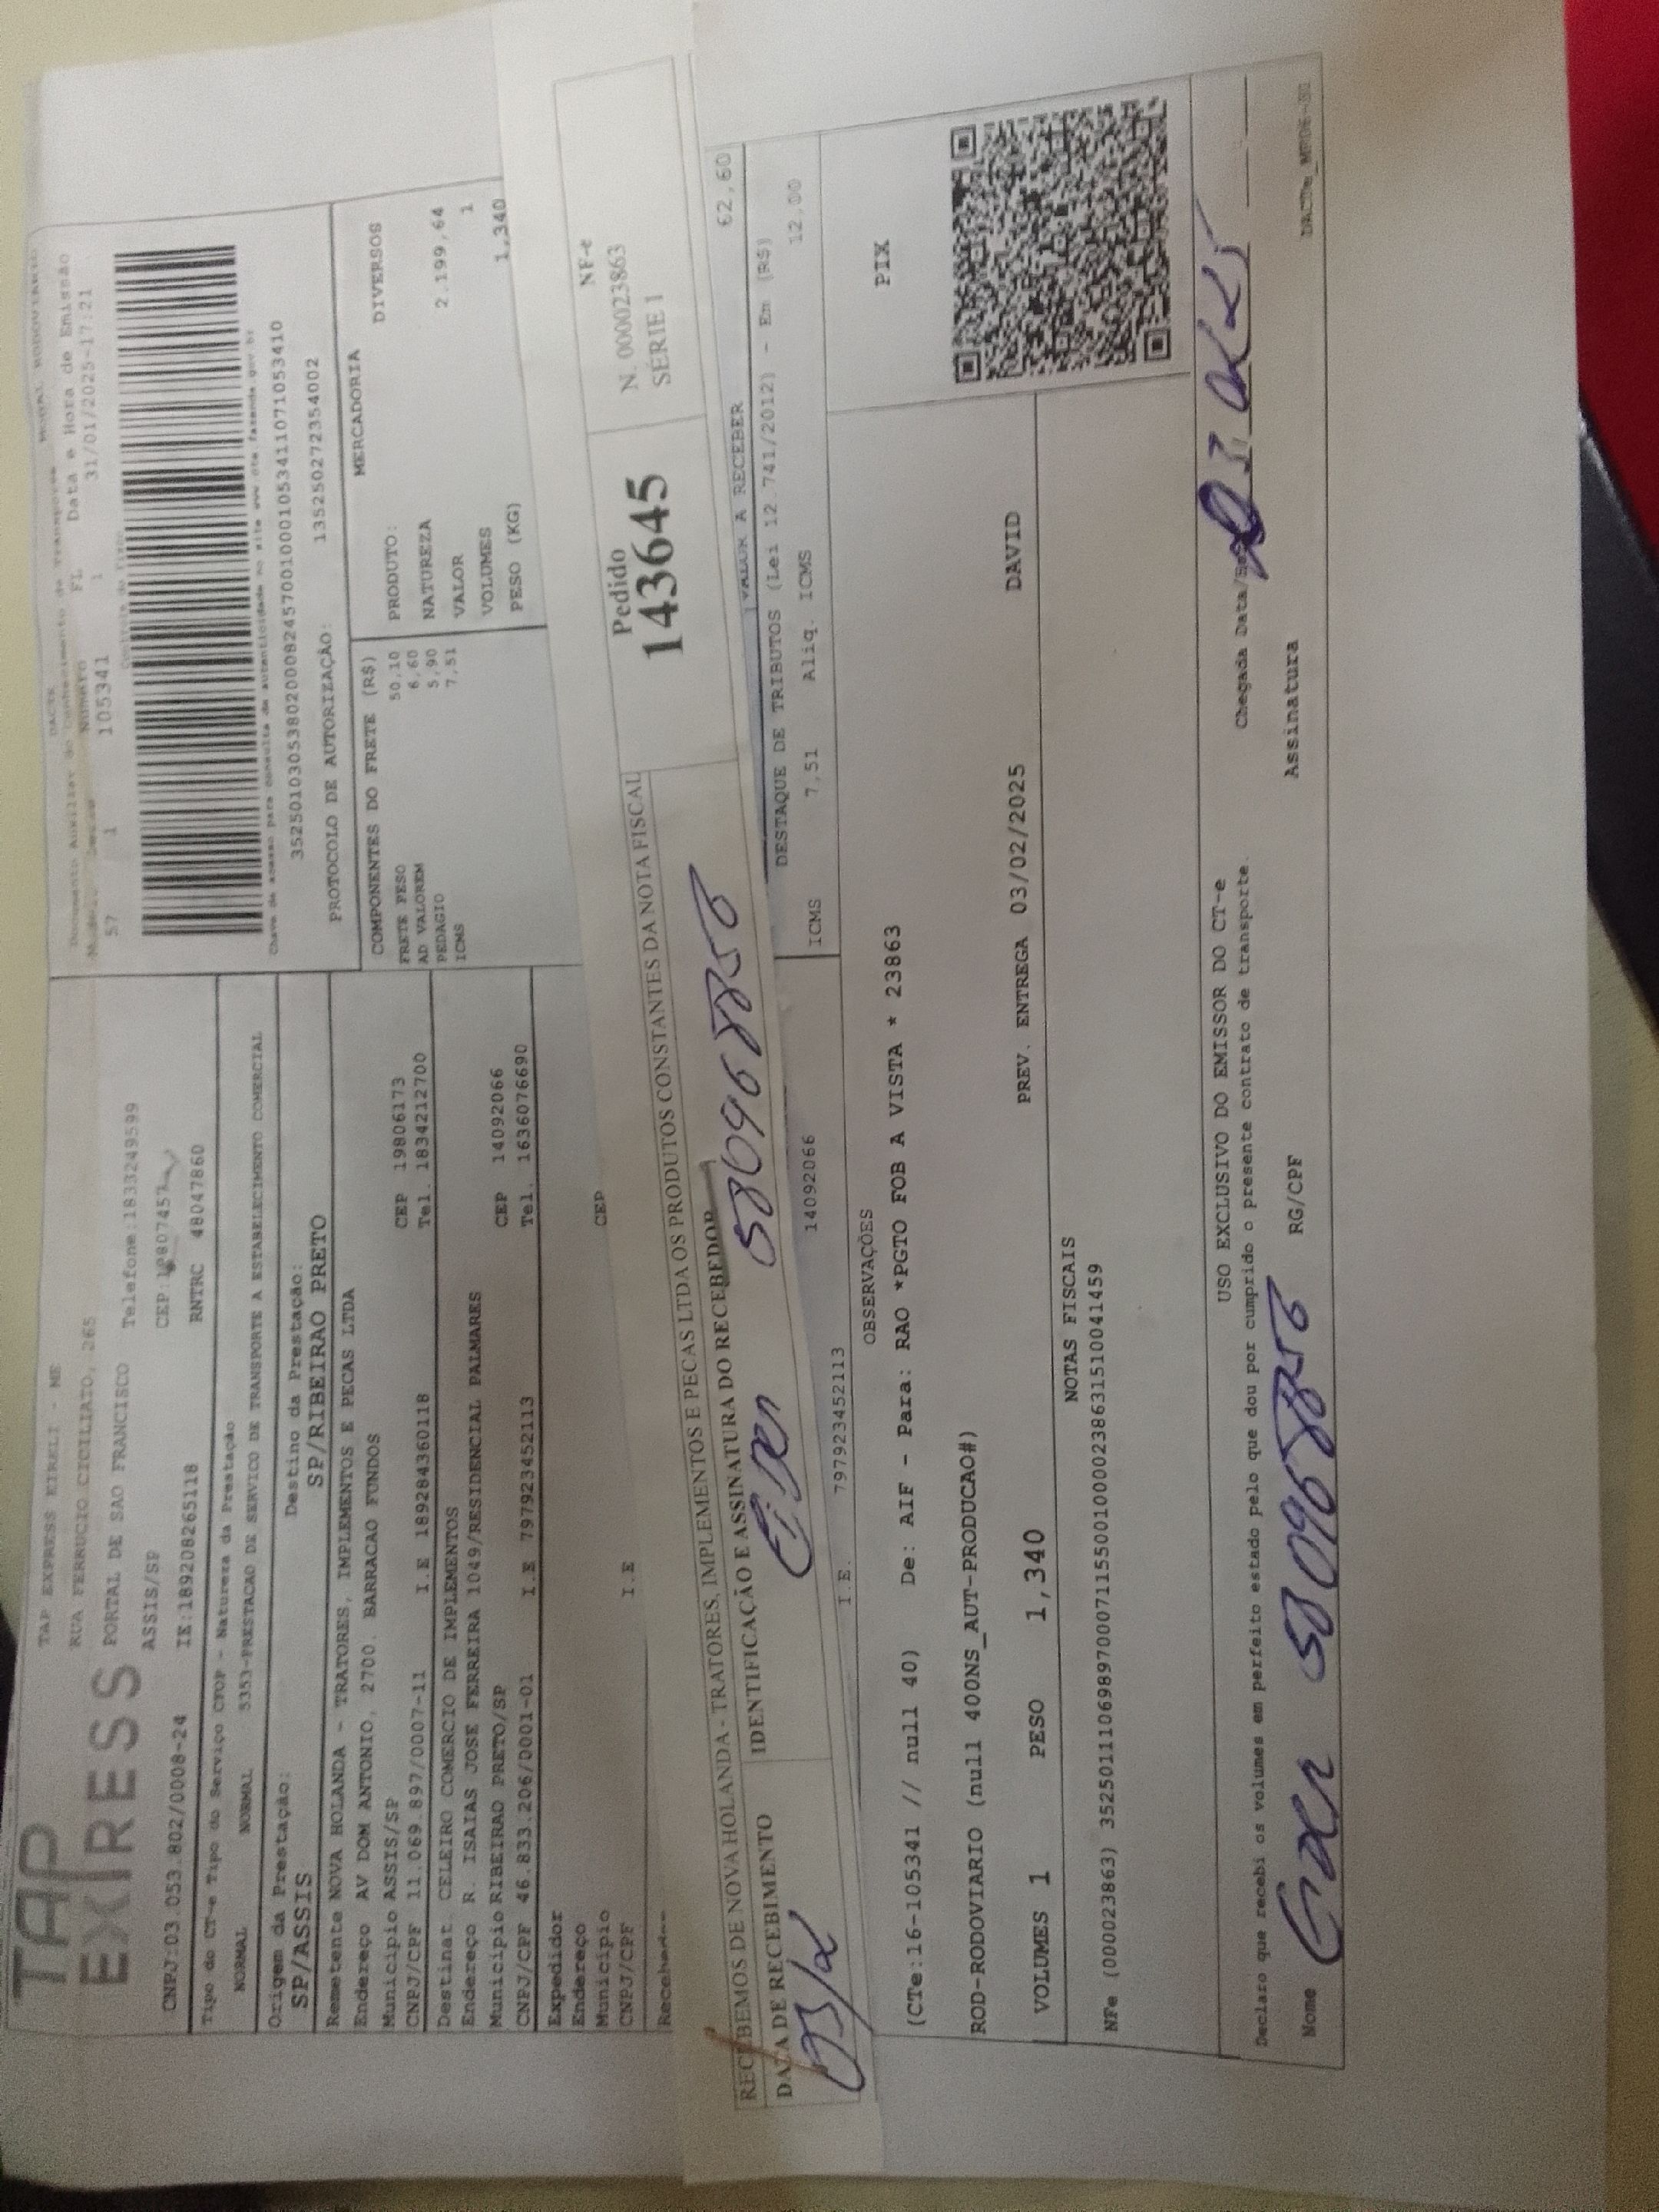 TAP
EXPRESS
TAP EXPRESS EIRELI - ME
RUA FERRUCIO CICILIATO, 265
PORTAL DE SAO FRANCISCO Telefone:1833249599
ASSIS/SP
CNPJ:03.053.802/0008-24 IE:189208265118 RNTRC 48047860
Tipo do CT-e Tipo do Serviço CFOP - Natureza da Prestação
NORMAL NORMAL 5353-PRESTACAO DE SERVICO DE TRANSPORTE A ESTABELECIMENTO COMERCIAL
Origem da Prestação: Destino da Prestação:
SP/ASSIS SP/RIBEIRAO PRETO
Remetente NOVA HOLANDA - TRATORES, IMPLEMENTOS E PECAS LTDA
Endereço AV DOM ANTONIO, 2700. BARRACAO FUNDOS CEP 19806173
Municipio ASSIS/SP Tel. 1834212700
CNPJ/CPF 11.069.897/0007-11 I.E 189284360118
Destinat. CELEIRO COMERCIO DE IMPLEMENTOS
Endereço R. ISAIAS JOSE FERREIRA 1049/RESIDENCIAL PALMARES
Municipio RIBEIRAO PRETO/SP CEP 14092066
CNPJ/CPF 46.833.206/0001-01 I.E 797923452113 Tel. 1636076690
Expedidor
Endereço
Municipio CEP
CNPJ/CPF I.E
DACTE MODAL RODOVIARIO
Documento Auxiliar do Conhecimento de Transporte
NUMERO FL Data e Hora de Emissão
57 1 105341 1 31/01/2025-17:21
Chave de acesso para consulta de autenticidade no site www.cte.fazenda.gov.br
35250103053802000824570010001053411071053410
PROTOCOLO DE AUTORIZAÇÃO: 135250272354002
COMPONENTES DO FRETE (R$)
FRETE PESO 50,10
AD VALOREM 6,60
PEDAGIO 5,90
ICMS 7,51
MERCADORIA
PRODUTO: DIVERSOS
NATUREZA
VALOR 2.199,64
VOLUMES 1
PESO (KG) 1,340
RECEBEMOS DE NOVA HOLANDA - TRATORES, IMPLEMENTOS E PECAS LTDA OS PRODUTOS CONSTANTES DA NOTA FISCAL
DATA DE RECEBIMENTO IDENTIFICAÇÃO E ASSINATURA DO RECEBEDOR
03/2
Pedido
143645
NF-e
N. 000023863
SÉRIE 1
VALOR A RECEBER 62,60
DESTAQUE DE TRIBUTOS (Lei 12.741/2012) - Em (R$)
ICMS 7,51 Aliq. ICMS 12,00
I.E. 797923452113 14092066
OBSERVAÇÕES
(CTe:16-105341 // null 40) De: AIF - Para: RAO *PGTO FOB A VISTA * 23863
ROD-RODOVIARIO (null 400NS_AUT-PRODUCAO#)
PIX
VOLUMES 1 PESO 1,340 PREV. ENTREGA 03/02/2025 DAVID
NOTAS FISCAIS
NFe (000023863) 35250111069897000711550010000238631510041459
USO EXCLUSIVO DO EMISSOR DO CT-e
Declaro que recebi os volumes em perfeito estado pelo que dou por cumprido o presente contrato de transporte.
Chegada Data/
Nome RG/CPF Assinatura